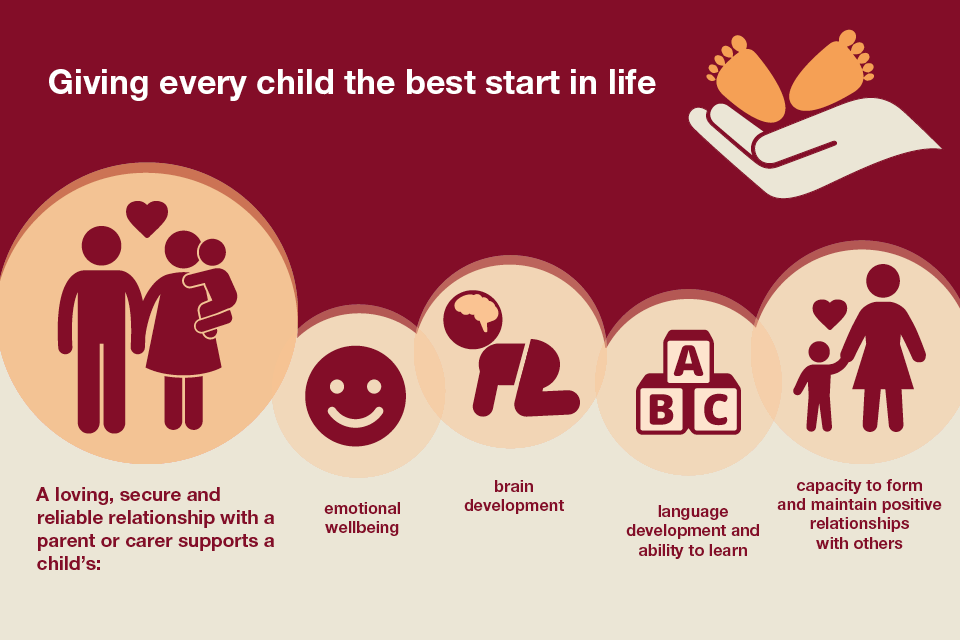 Giving every child the best start in life
A
B
C
A loving, secure and
reliable relationship with a
parent or carer supports a
child's:
emotional
wellbeing
brain
development
language
development and
ability to learn
capacity to form
and maintain positive
relationships
with others